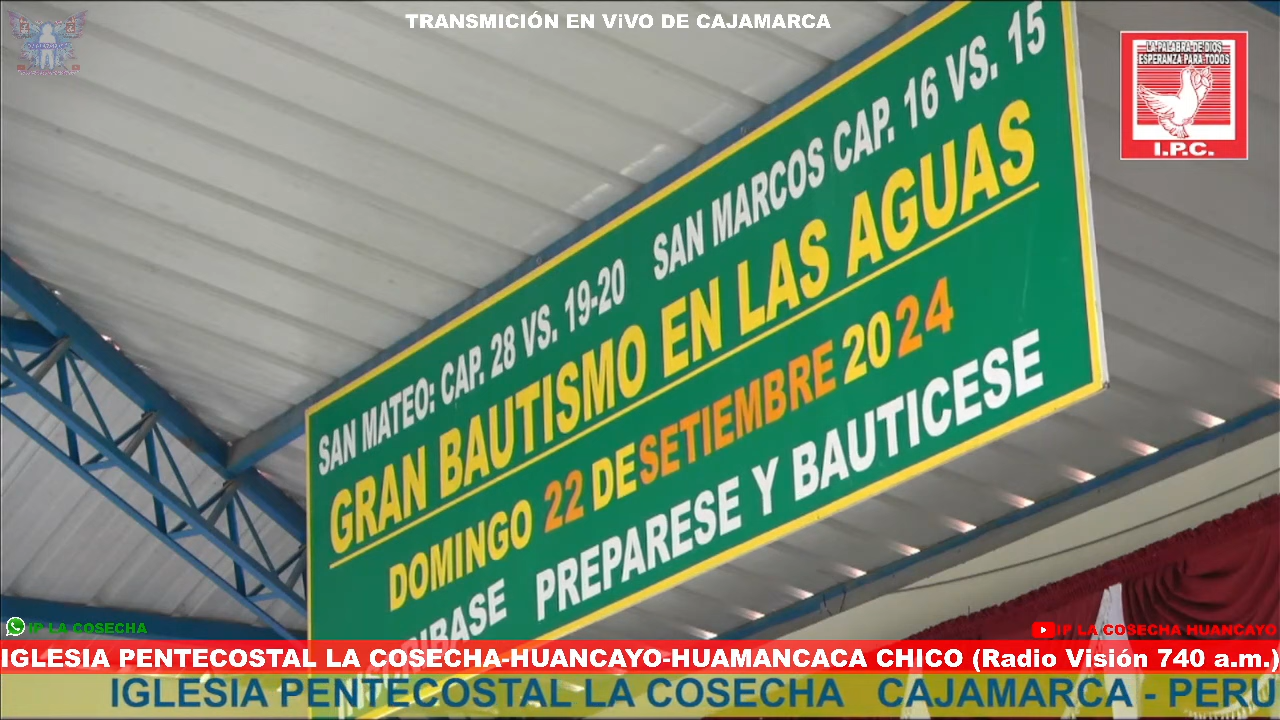 TRANSMICIÓN EN ViVO DE CAJAMARCA
LA PALABRA DE DIOS
ESPERANZA PARA TODOS
I.P.C.
SAN MATEO: CAP. 28 VS. 19-20 SAN MARCOS CAP. 16 VS. 15
GRAN BAUTISMO EN LAS AGUAS
DOMINGO 22 DE SETIEMBRE 2024
PREPARESE Y BAUTICESE
IP LA COSECHA
IP LA COSECHA HUANCAYO
IGLESIA PENTECOSTAL LA COSECHA-HUANCAYO-HUAMANCACA CHICO (Radio Visión 740 a.m.)
IGLESIA PENTECOSTAL LA COSECHA CAJAMARCA - PERU